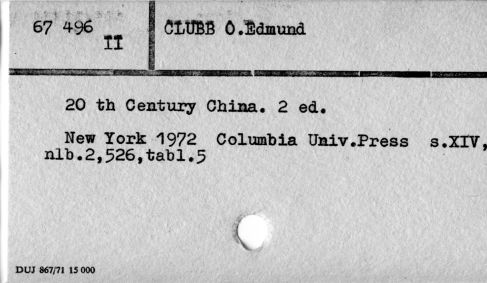 67 496
II
CLUBB O.Edmund
20 th Century China. 2 ed.
New York 1972 Columbia Univ.Press s.XIV,
nlb.2,526,tabl.5
DUJ 867/71 15 000